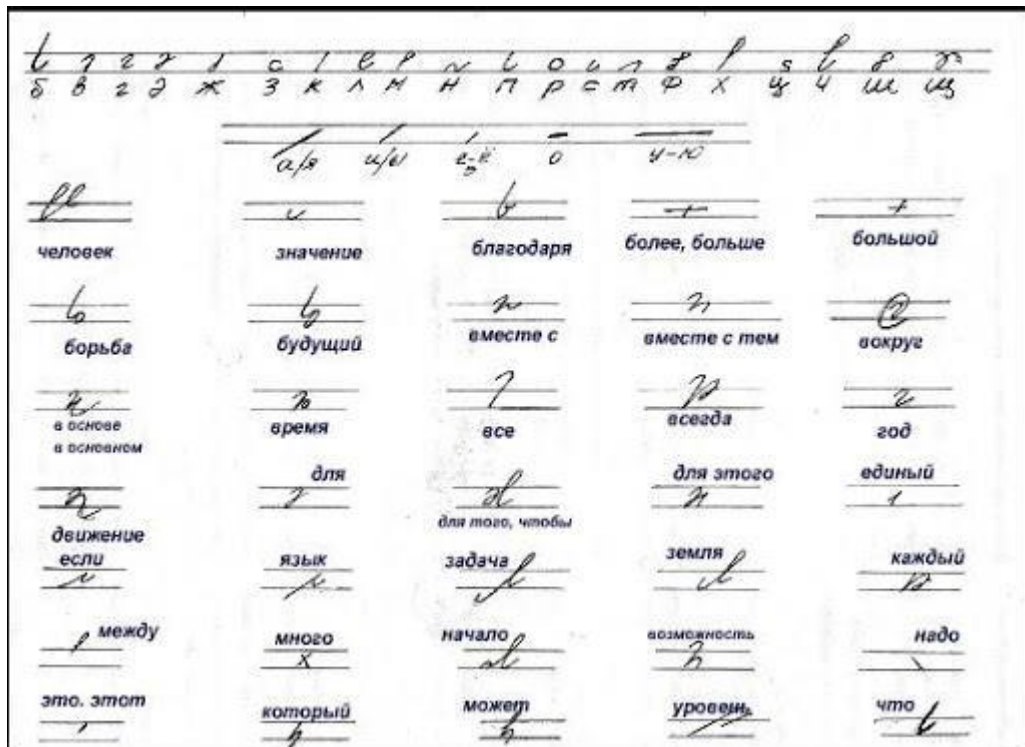 б в г д ж з к л м н п р с т ф х ц ч ш щ
а/я и/ы е-э-ё о у-ю
человек значение благодаря более, больше большой
борьба будущий вместе с вместе с тем вокруг
в основе в основном время все всегда год
движение для для того, чтобы для этого единый
если язык задача земля каждый
между много начало возможность надо
это. этот который может уровень что